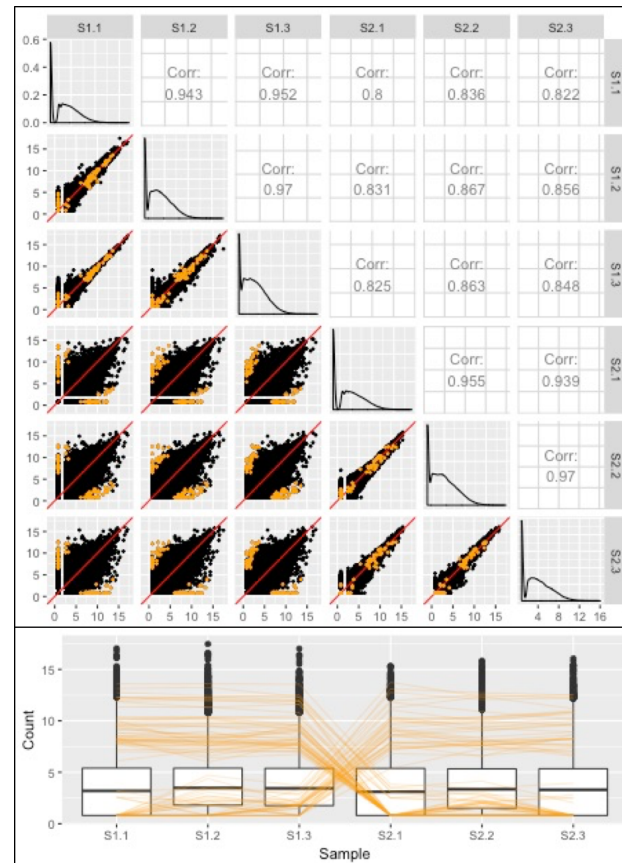 S1.1 S1.2 S1.3 S2.1 S2.2 S2.3
0.6
0.4
0.2
0.0
Corr: Corr: Corr: Corr: Corr:
0.943 0.952 0.8 0.836 0.822
S1.1
15
10
5
0
Corr: Corr: Corr: Corr:
0.97 0.831 0.867 0.856
S1.2
15
10
5
0
Corr: Corr: Corr:
0.825 0.863 0.848
S1.3
15
10
5
0
Corr: Corr:
0.955 0.939
S2.1
15
10
5
0
Corr:
0.97
S2.2
15
10
5
0
S2.3
0 5 10 15 0 5 10 15 0 5 10 15 0 5 10 15 0 5 10 15 4 8 12 16
Count
15
10
5
0
S1.1 S1.2 S1.3 S2.1 S2.2 S2.3
Sample